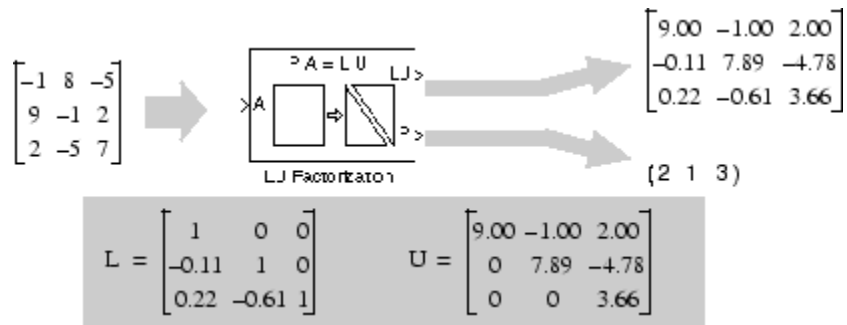 -1 8 -5
9 -1 2
2 -5 7
P A = L U
A
LU
P
LU Factorization
9.00 -1.00 2.00
-0.11 7.89 -4.78
0.22 -0.61 3.66
(2 1 3)
L =
1 0 0
-0.11 1 0
0.22 -0.61 1
U =
9.00 -1.00 2.00
0 7.89 -4.78
0 0 3.66